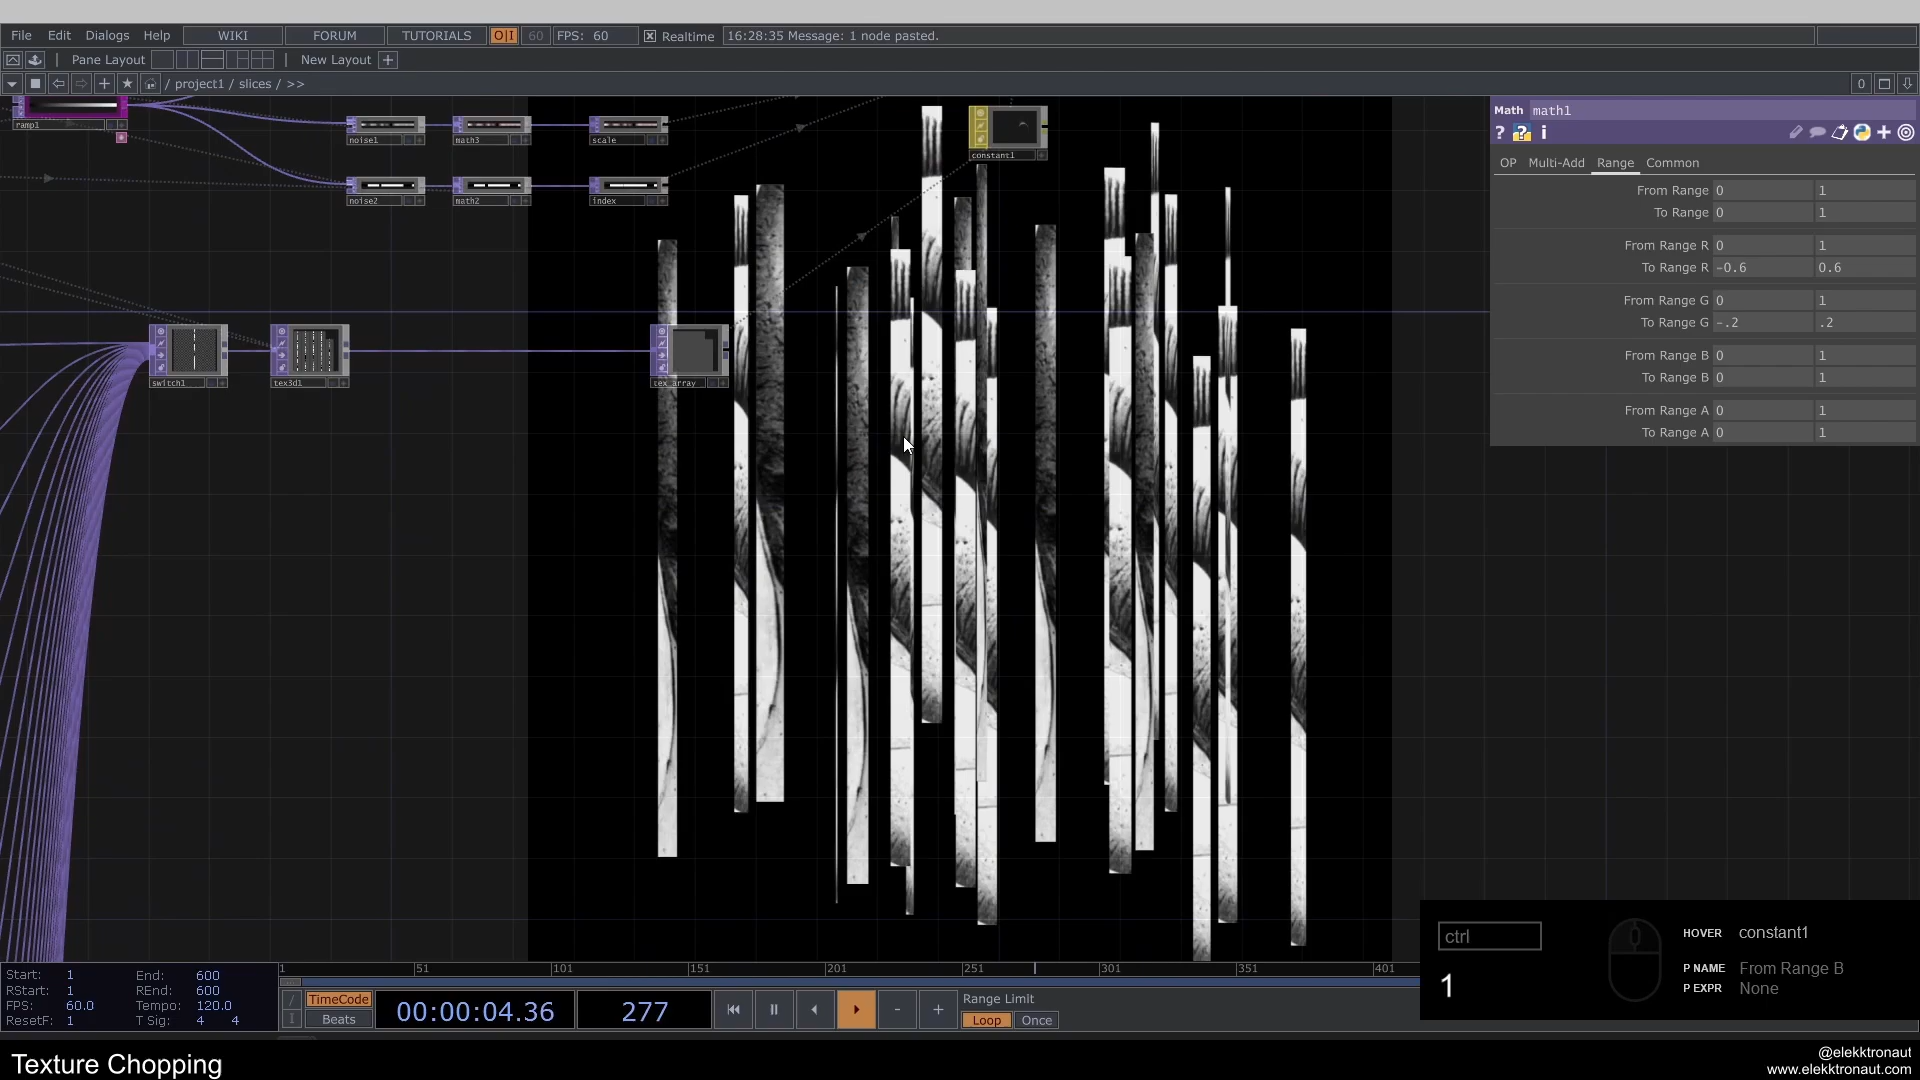 File Edit Dialogs Help WIKI FORUM TUTORIALS O|I 60 FPS: 60 Realtime 16:28:35 Message: 1 node pasted.
Pane Layout New Layout +
/ project1 / slices / >> 0
ramp1
noise1 math3 scale
constant1
noise2 math2 index
switch1 tex3d1 tex_array
Math math1
? ? i
OP Multi-Add Range Common
From Range 0 1
To Range 0 1
From Range R 0 1
To Range R -0.6 0.6
From Range G 0 1
To Range G -.2 .2
From Range B 0 1
To Range B 0 1
From Range A 0 1
To Range A 0 1
ctrl
1
HOVER constant1
P NAME From Range B
P EXPR None
1 51 101 151 201 251 301 351 401
Start: 1 End: 600
RStart: 1 REnd: 600
FPS: 60.0 Tempo: 120.0
ResetF: 1 T Sig: 4 4
TimeCode
Beats
00:00:04.36 277
- +
Range Limit
Loop Once
Texture Chopping
@elekktronaut
www.elekktronaut.com